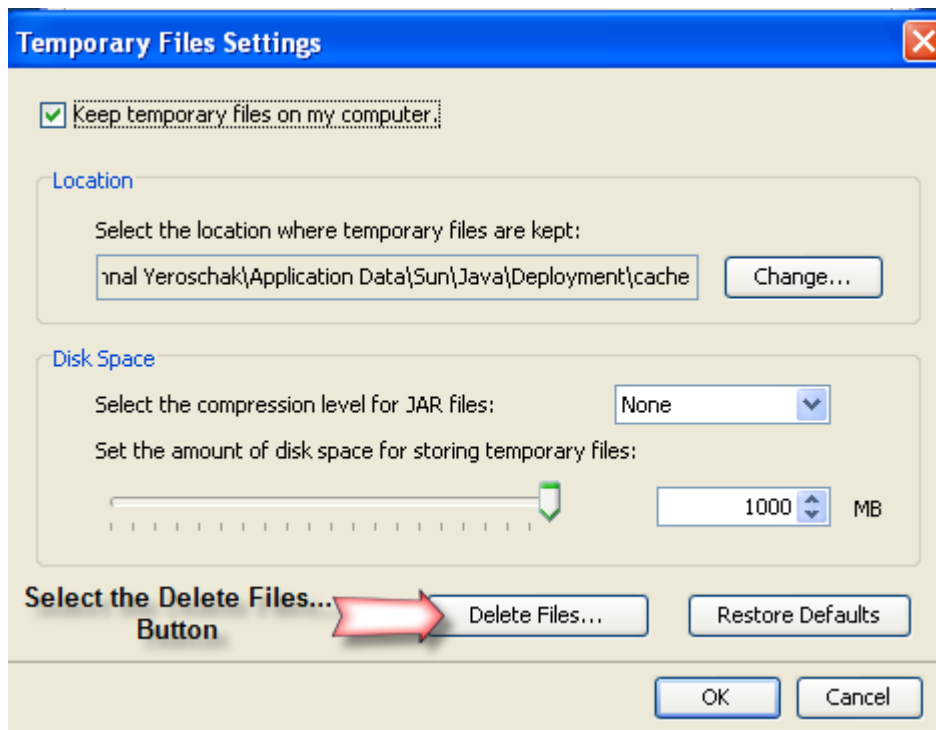 Temporary Files Settings
Keep temporary files on my computer.
Location
Select the location where temporary files are kept:
Yeroschak\Application Data\Sun\Java\Deployment\cache
Change...
Disk Space
Select the compression level for JAR files:
None
Set the amount of disk space for storing temporary files:
1000
MB
Select the Delete Files...
Button
Delete Files...
Restore Defaults
OK
Cancel